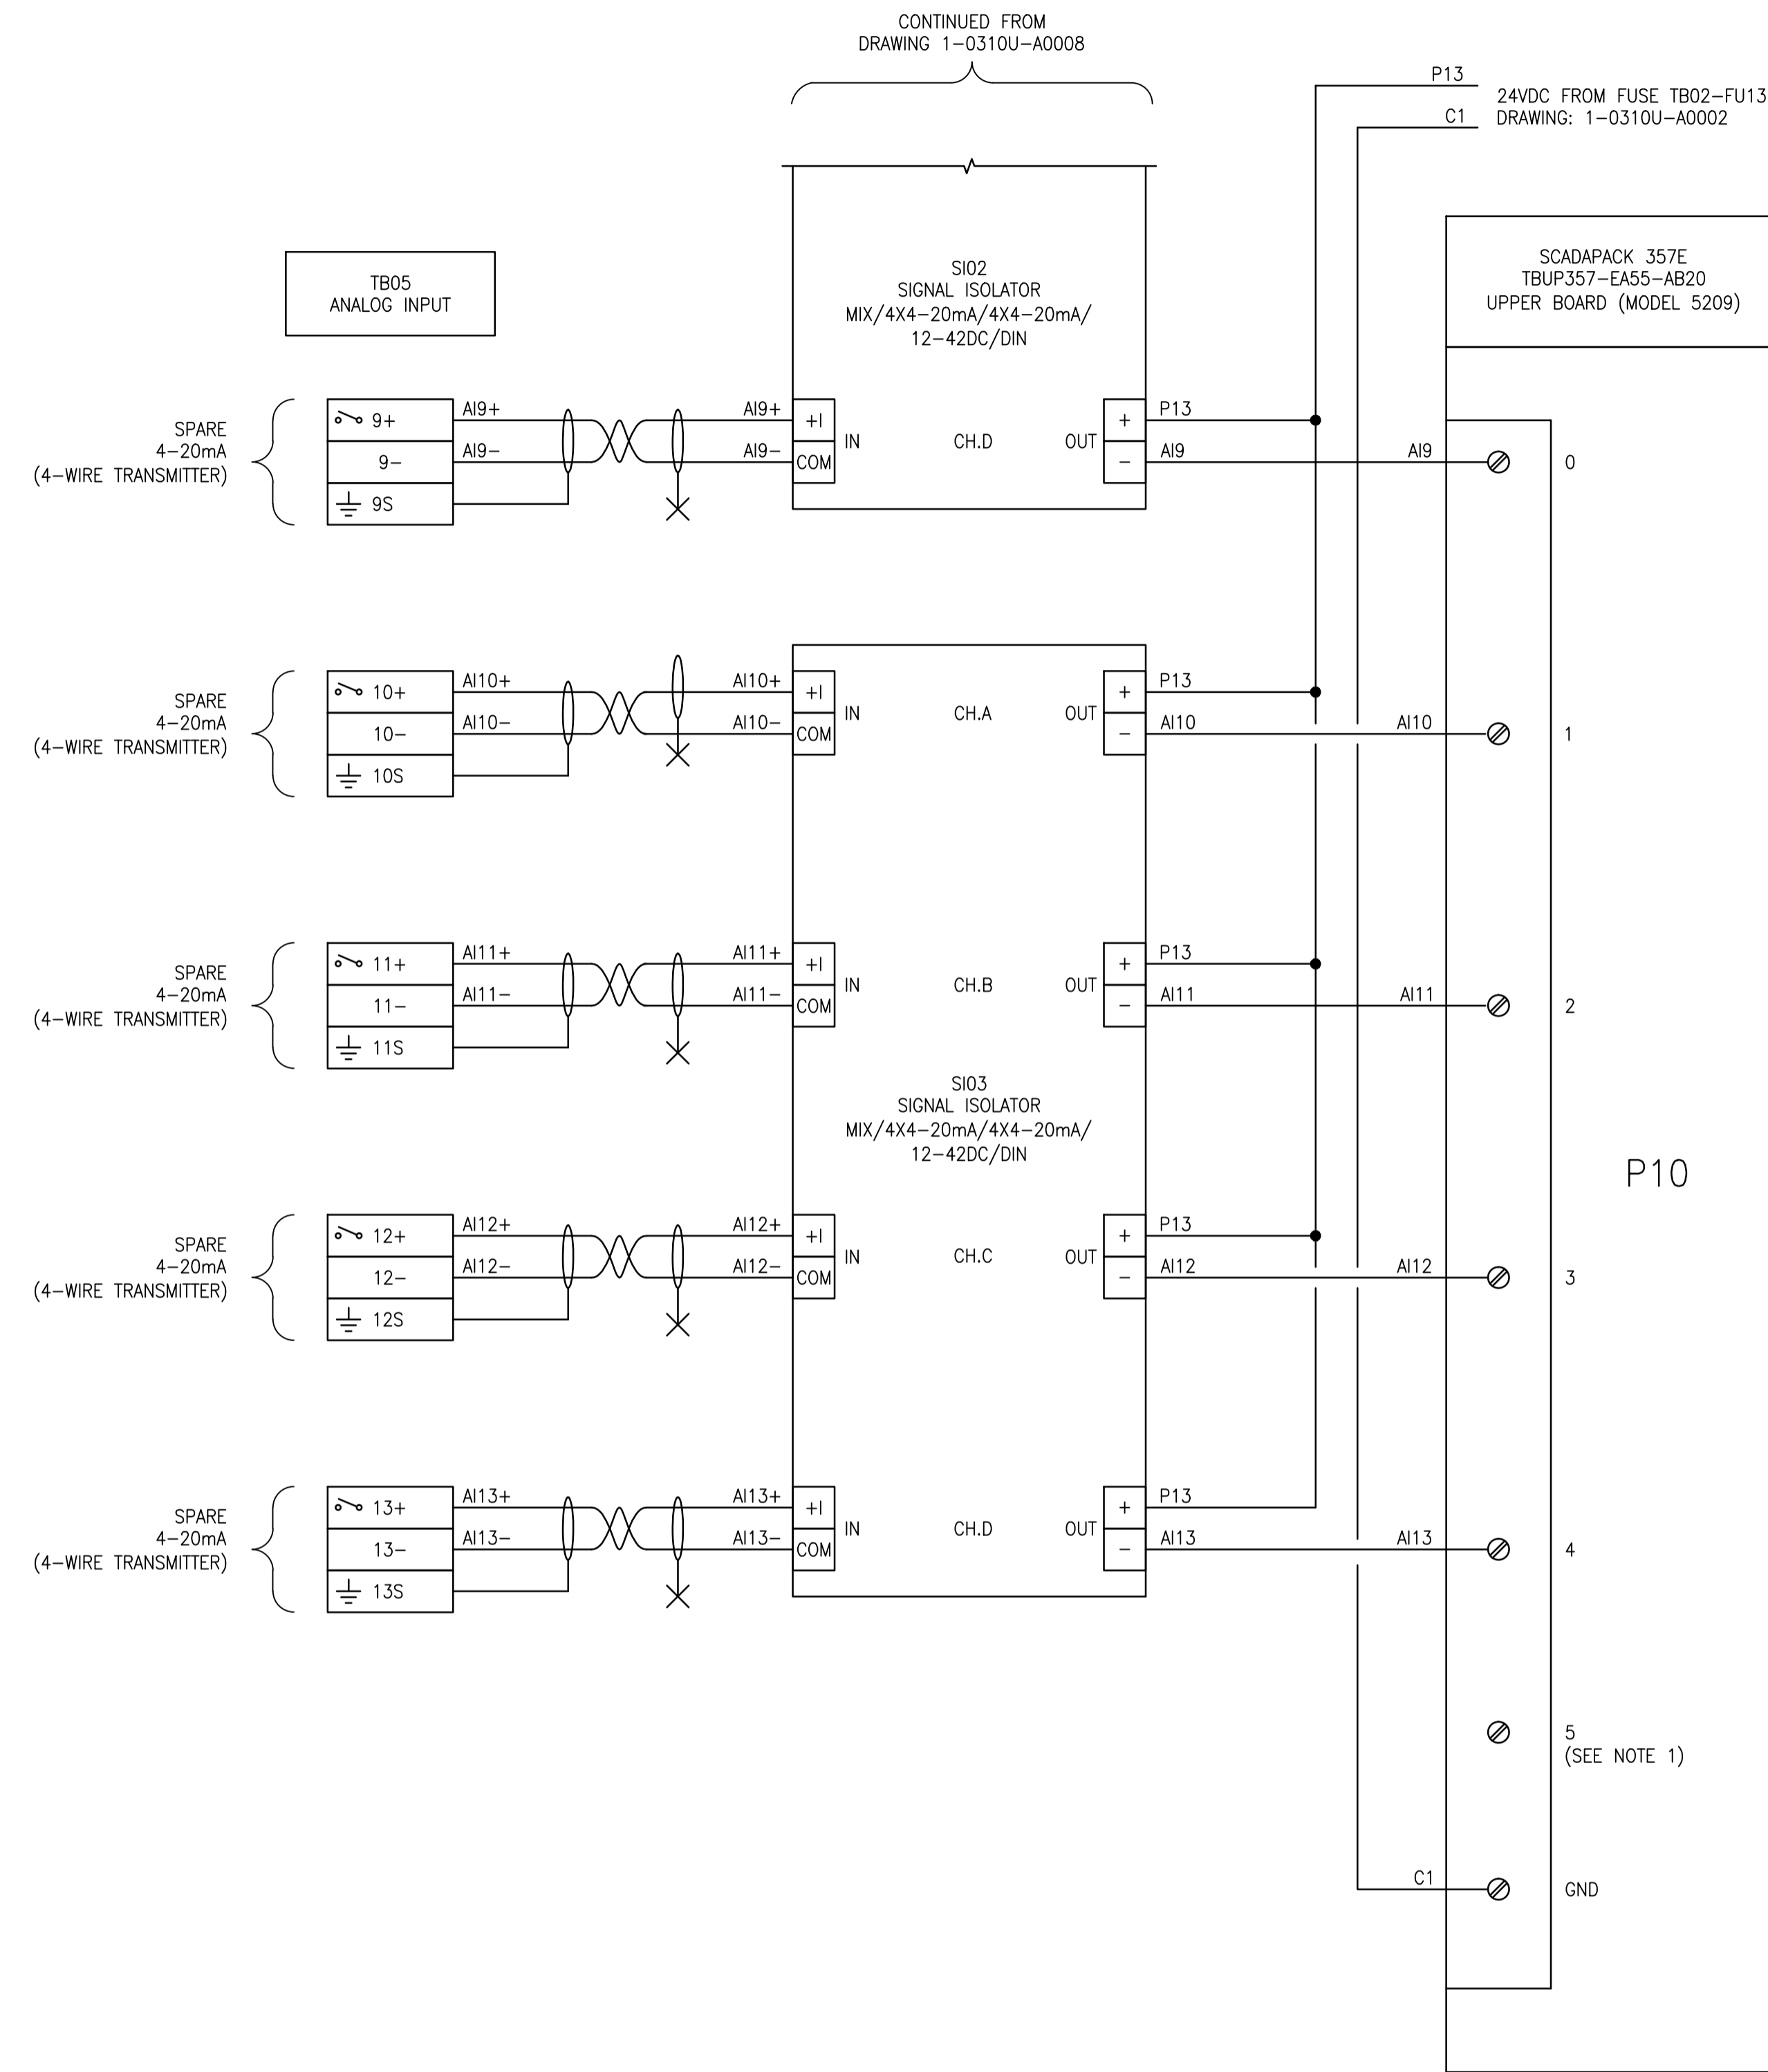 CONTINUED FROM
DRAWING 1-0310U-A0008
P13
24VDC FROM FUSE TB02-FU13
C1
DRAWING: 1-0310U-A0002
TB05
ANALOG INPUT
SI02
SIGNAL ISOLATOR
MIX/4X4-20mA/4X4-20mA/
12-42DC/DIN
SCADAPACK 357E
TBUP357-EA55-AB20
UPPER BOARD (MODEL 5209)
SPARE
4-20mA
(4-WIRE TRANSMITTER)
9+
9-
9S
AI9+
AI9-
AI9+
AI9-
+I
COM
IN
CH.D
OUT
+
-
P13
AI9
AI9
0
SPARE
4-20mA
(4-WIRE TRANSMITTER)
10+
10-
10S
AI10+
AI10-
AI10+
AI10-
+I
COM
IN
CH.A
OUT
+
-
P13
AI10
AI10
1
SPARE
4-20mA
(4-WIRE TRANSMITTER)
11+
11-
11S
AI11+
AI11-
AI11+
AI11-
+I
COM
IN
CH.B
OUT
+
-
P13
AI11
AI11
2
SI03
SIGNAL ISOLATOR
MIX/4X4-20mA/4X4-20mA/
12-42DC/DIN
P10
SPARE
4-20mA
(4-WIRE TRANSMITTER)
12+
12-
12S
AI12+
AI12-
AI12+
AI12-
+I
COM
IN
CH.C
OUT
+
-
P13
AI12
AI12
3
SPARE
4-20mA
(4-WIRE TRANSMITTER)
13+
13-
13S
AI13+
AI13-
AI13+
AI13-
+I
COM
IN
CH.D
OUT
+
-
P13
AI13
AI13
4
5
(SEE NOTE 1)
C1
GND